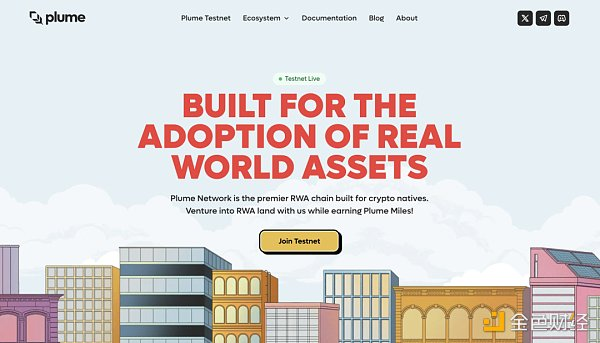 plume
Plume Testnet Ecosystem Documentation Blog About
Testnet Live
BUILT FOR THE
ADOPTION OF REAL
WORLD ASSETS
Plume Network is the premier RWA chain built for crypto natives.
Venture into RWA land with us while earning Plume Miles!
Join Testnet
金色财经